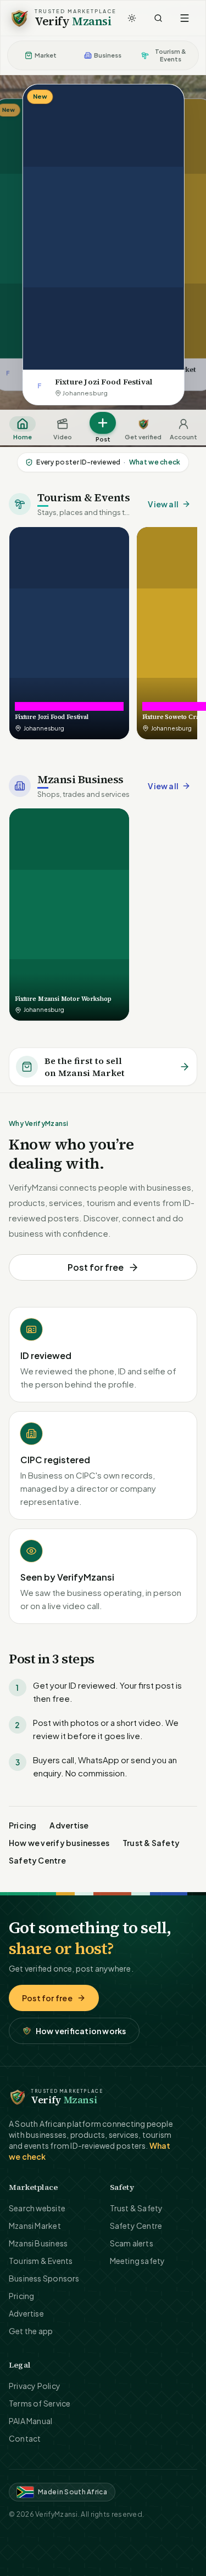 TRUSTED MARKETPLACE
Verify Mzansi
Market
Business
Tourism &
Events
New
New
F
F
Fixture Jozi Food Festival
Johannesburg
Home
Video
Post
Get verified
Account
Every poster ID-reviewed · What we check
Tourism & Events
View all
Stays, places and things t...
Fixture Jozi Food Festival
Johannesburg
Johannesburg
Mzansi Business
View all
Shops, trades and services
Fixture Mzansi Motor Workshop
Johannesburg
Be the first to sell
on Mzansi Market
Why VerifyMzansi
Know who you're
dealing with.
VerifyMzansi connects people with businesses,
products, services, tourism and events from ID-
reviewed posters. Discover, connect and do
business with confidence.
Post for free
ID reviewed
We reviewed the phone, ID and selfie of
the person behind the profile.
CIPC registered
In Business on CIPC's own records,
managed by a director or company
representative.
Seen by VerifyMzansi
We saw the business operating, in person
or on a live video call.
Post in 3 steps
1
Get your ID reviewed. Your first post is
then free.
2
Post with photos or a short video. We
review it before it goes live.
3
Buyers call, WhatsApp or send you an
enquiry. No commission.
Pricing
Advertise
How we verify businesses
Trust & Safety
Safety Centre
Got something to sell,
share or host?
Get verified once, post anywhere.
Post for free
How verification works
TRUSTED MARKETPLACE
Verify Mzansi
A South African platform connecting people
with businesses, products, services, tourism
and events from ID-reviewed posters. What
we check
Marketplace
Search website
Mzansi Market
Mzansi Business
Tourism & Events
Business Sponsors
Pricing
Advertise
Get the app
Safety
Trust & Safety
Safety Centre
Scam alerts
Meeting safety
Legal
Privacy Policy
Terms of Service
PAIA Manual
Contact
Made in South Africa
© 2026 VerifyMzansi. All rights reserved.